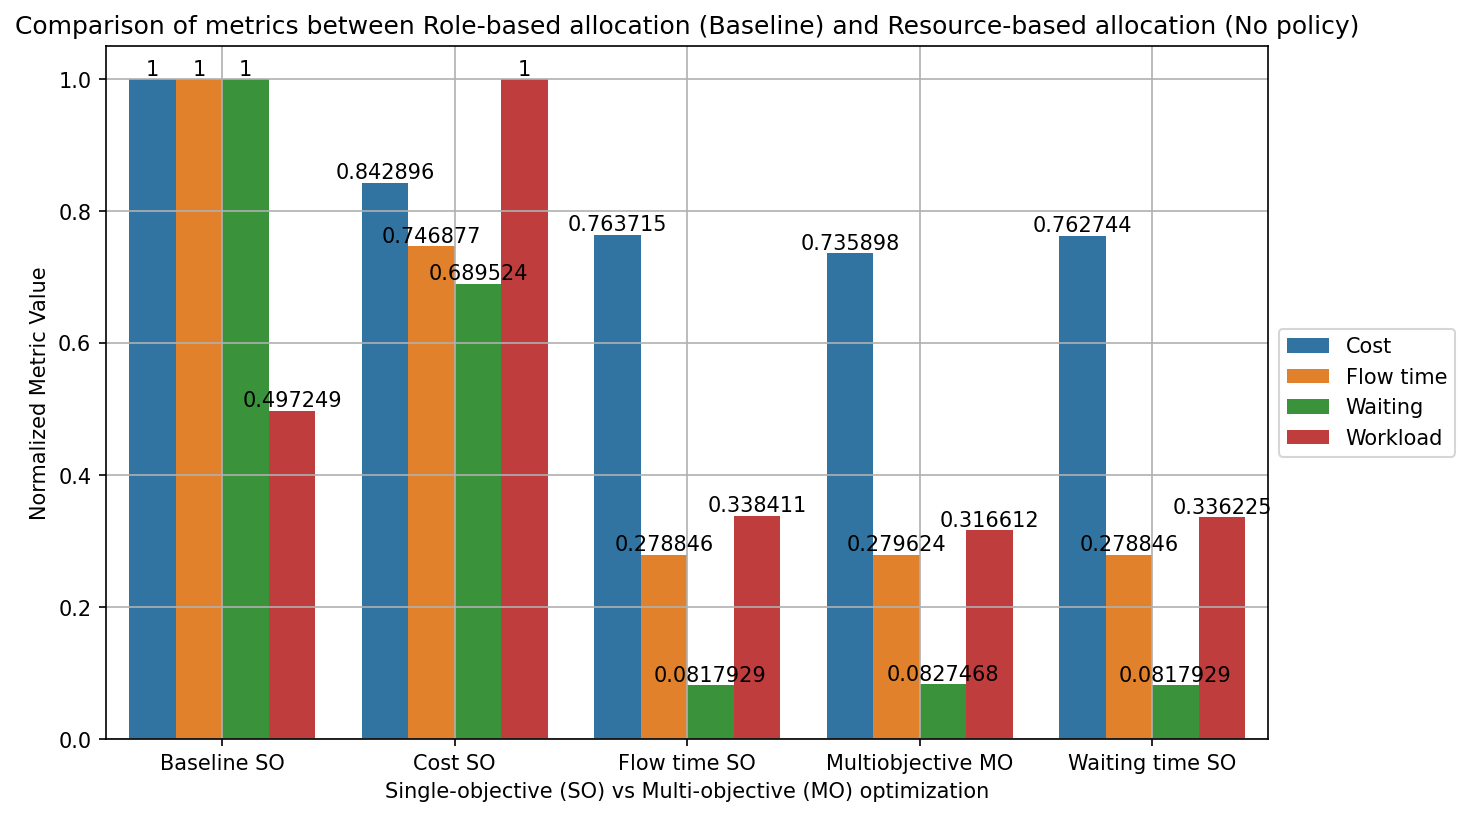 Comparison of metrics between Role-based allocation (Baseline) and Resource-based allocation (No policy)
Normalized Metric Value
1.0
0.8
0.6
0.4
0.2
0.0
1
1
1
0.497249
0.842896
0.746877
0.689524
1
0.763715
0.278846
0.0817929
0.338411
0.735898
0.279624
0.0827468
0.316612
0.762744
0.278846
0.0817929
0.336225
Baseline SO
Cost SO
Flow time SO
Multiobjective MO
Waiting time SO
Single-objective (SO) vs Multi-objective (MO) optimization
Cost
Flow time
Waiting
Workload